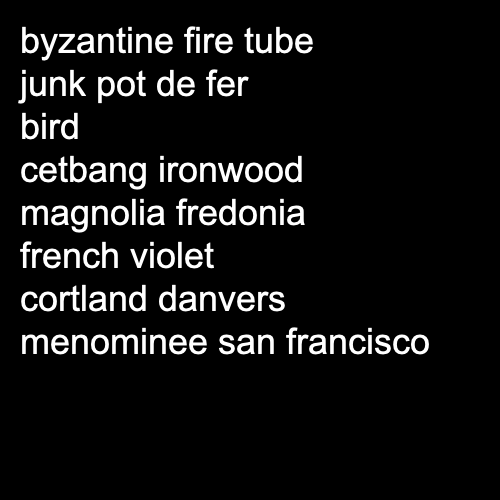 byzantine fire tube
junk pot de fer
bird
cetbang ironwood
magnolia fredonia
french violet
cortland danvers
menominee san francisco